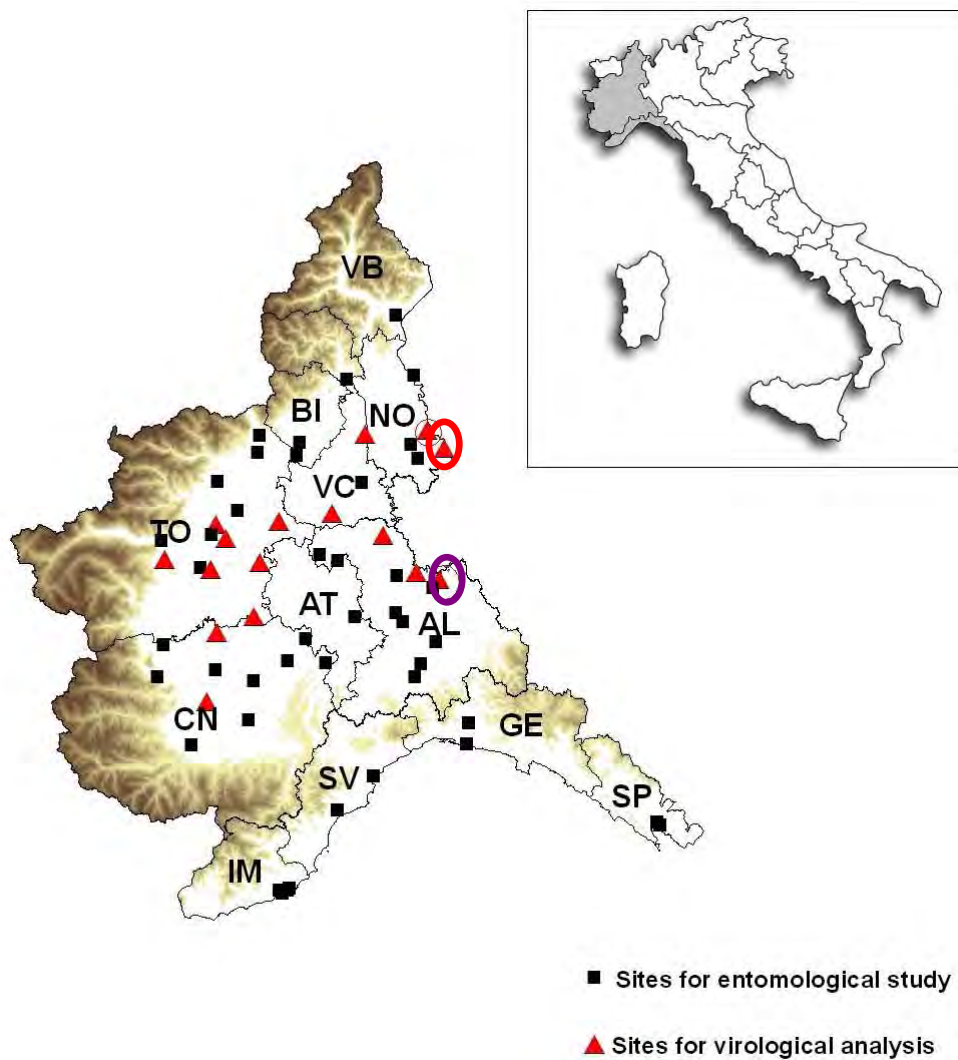 VB
BI
NO
VC
TO
AT
AL
CN
GE
SV
SP
IM
Sites for entomological study
Sites for virological analysis